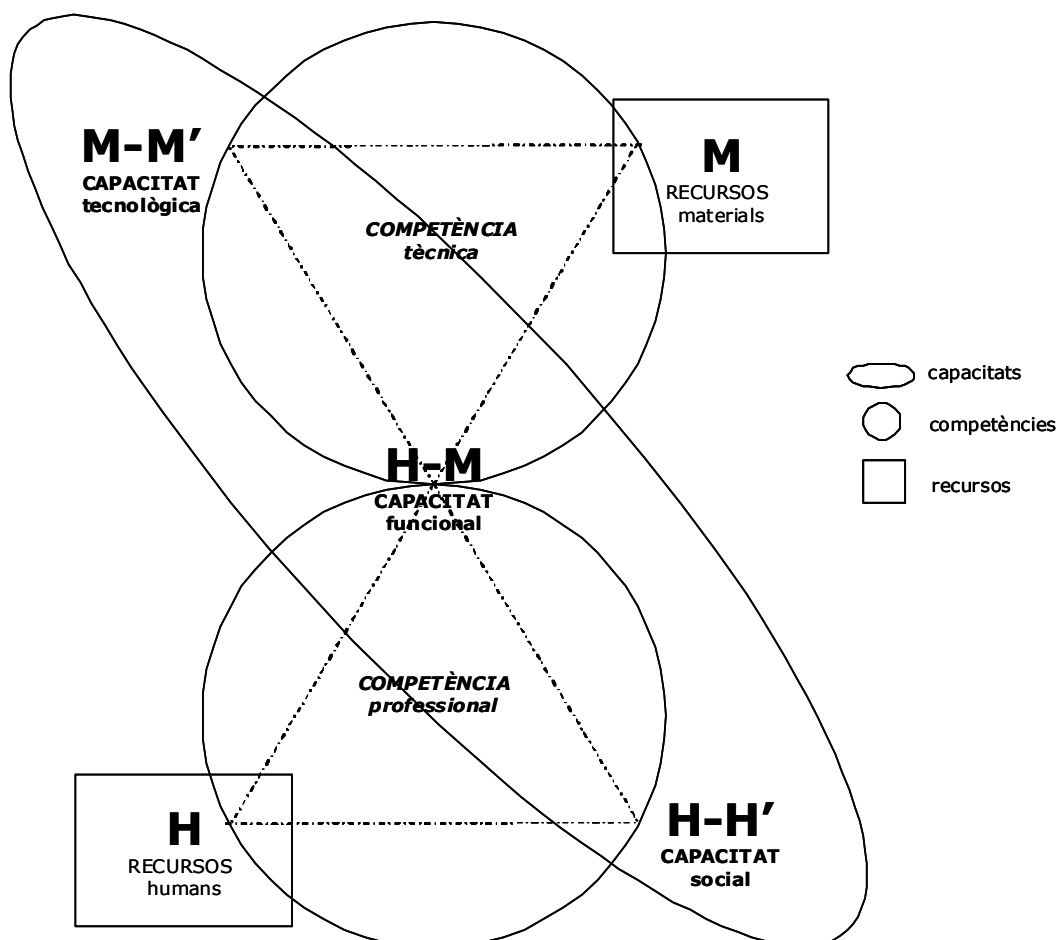 M-M’
CAPACITAT
tecnològica
M
RECURSOS
materials
COMPETÈNCIA
tècnica
capacitats
competències
recursos
H-M
CAPACITAT
funcional
COMPETÈNCIA
professional
H
RECURSOS
humans
H-H’
CAPACITAT
social